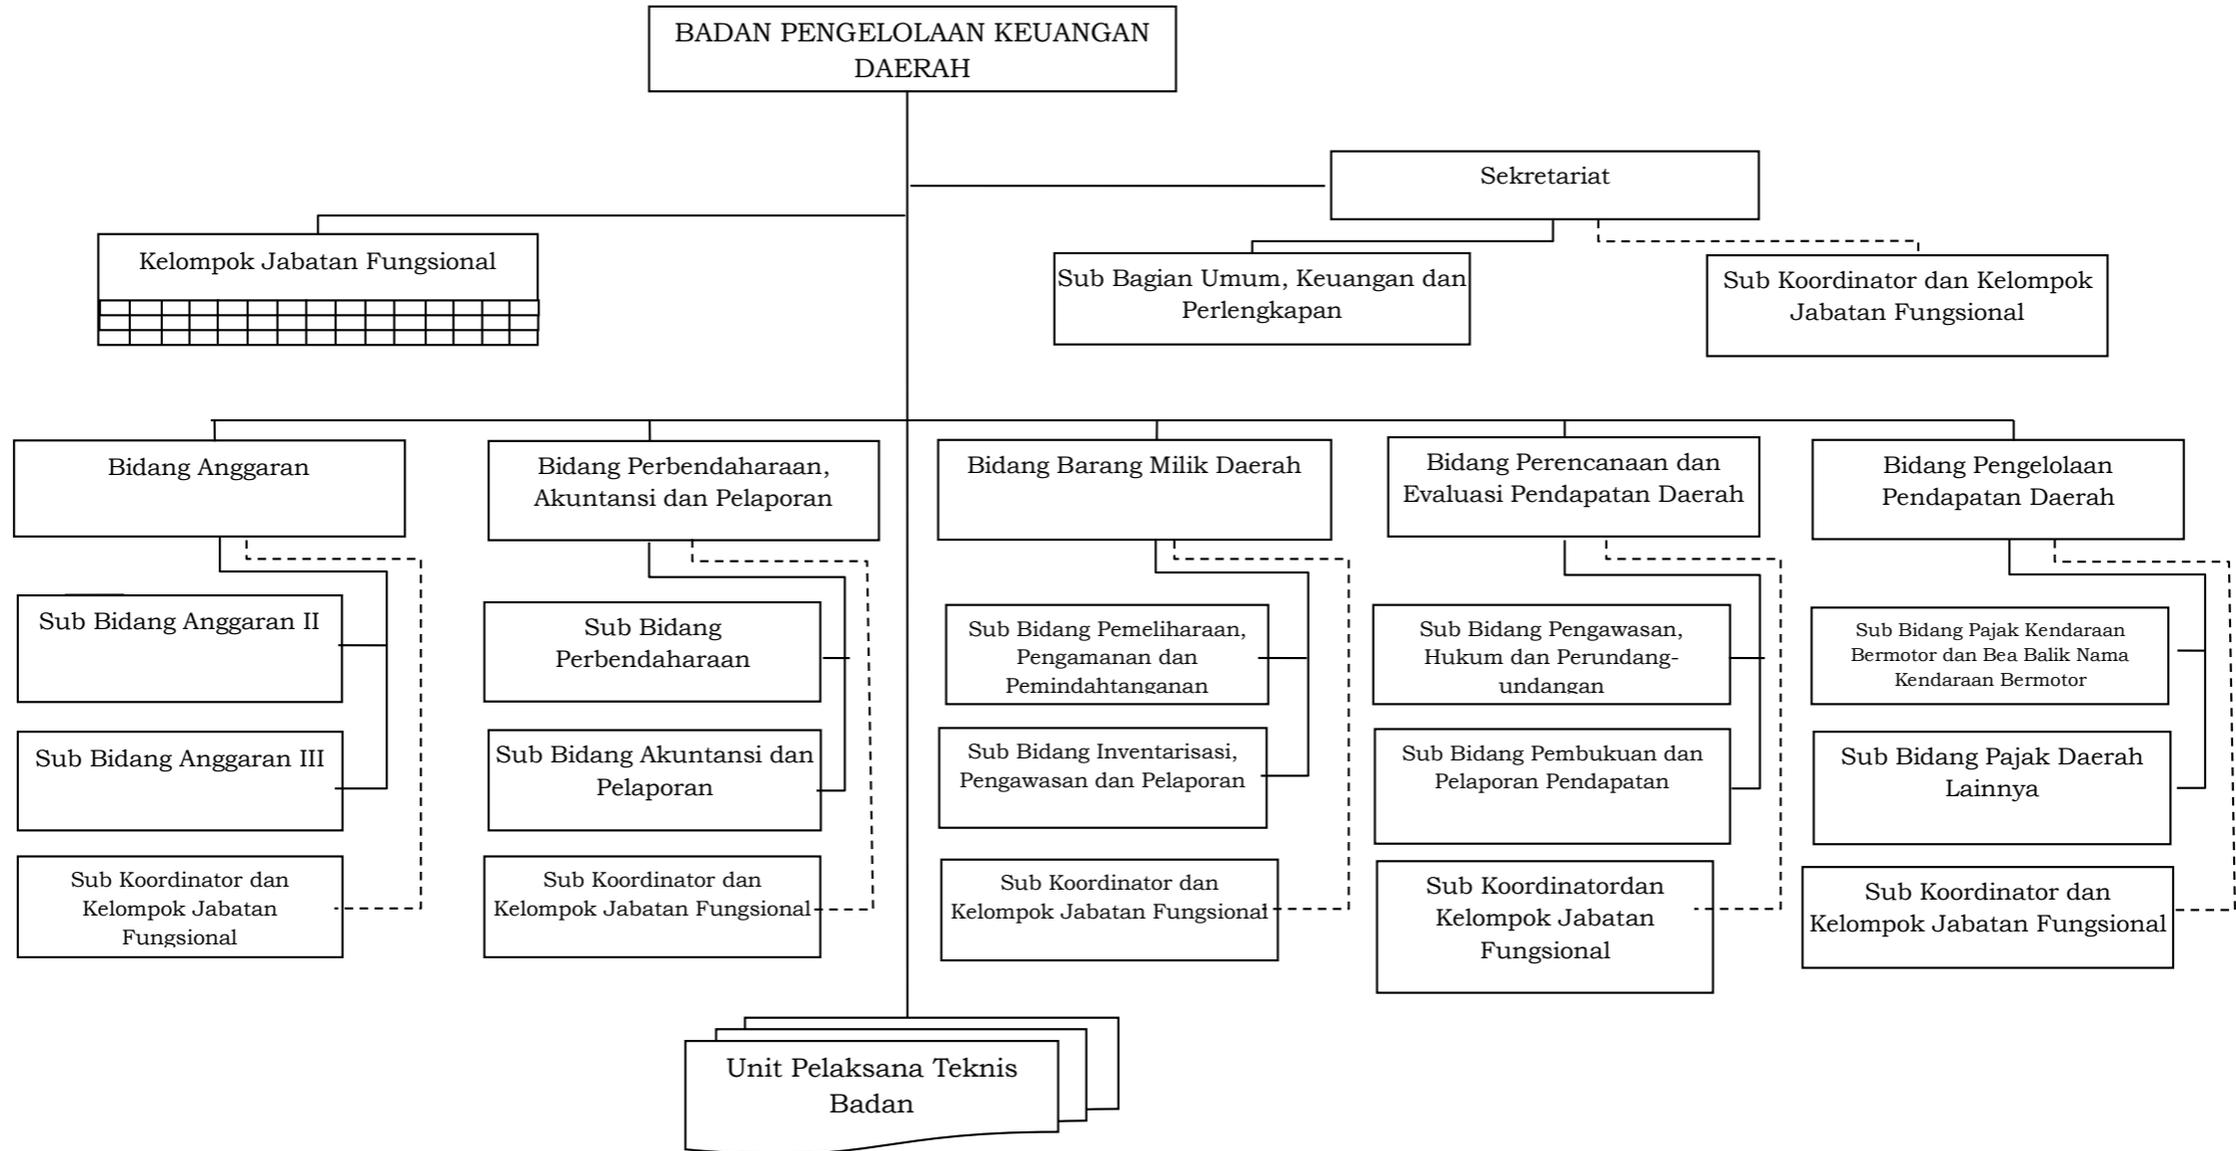 BADAN PENGELOLAAN KEUANGAN
DAERAH
Sekretariat
Kelompok Jabatan Fungsional
Sub Bagian Umum, Keuangan dan
Perlengkapan
Sub Koordinator dan Kelompok
Jabatan Fungsional
Bidang Anggaran
Bidang Perbendaharaan,
Akuntansi dan Pelaporan
Bidang Barang Milik Daerah
Bidang Perencanaan dan
Evaluasi Pendapatan Daerah
Bidang Pengelolaan
Pendapatan Daerah
Sub Bidang Anggaran II
Sub Bidang
Perbendaharaan
Sub Bidang Pemeliharaan,
Pengamanan dan
Pemindahtanganan
Sub Bidang Pengawasan,
Hukum dan Perundang-
undangan
Sub Bidang Pajak Kendaraan
Bermotor dan Bea Balik Nama
Kendaraan Bermotor
Sub Bidang Anggaran III
Sub Bidang Akuntansi dan
Pelaporan
Sub Bidang Inventarisasi,
Pengawasan dan Pelaporan
Sub Bidang Pembukuan dan
Pelaporan Pendapatan
Sub Bidang Pajak Daerah
Lainnya
Sub Koordinator dan
Kelompok Jabatan
Fungsional
Sub Koordinator dan
Kelompok Jabatan Fungsional
Sub Koordinator dan
Kelompok Jabatan Fungsional
Sub Koordinatordan
Kelompok Jabatan
Fungsional
Sub Koordinator dan
Kelompok Jabatan Fungsional
Unit Pelaksana Teknis
Badan